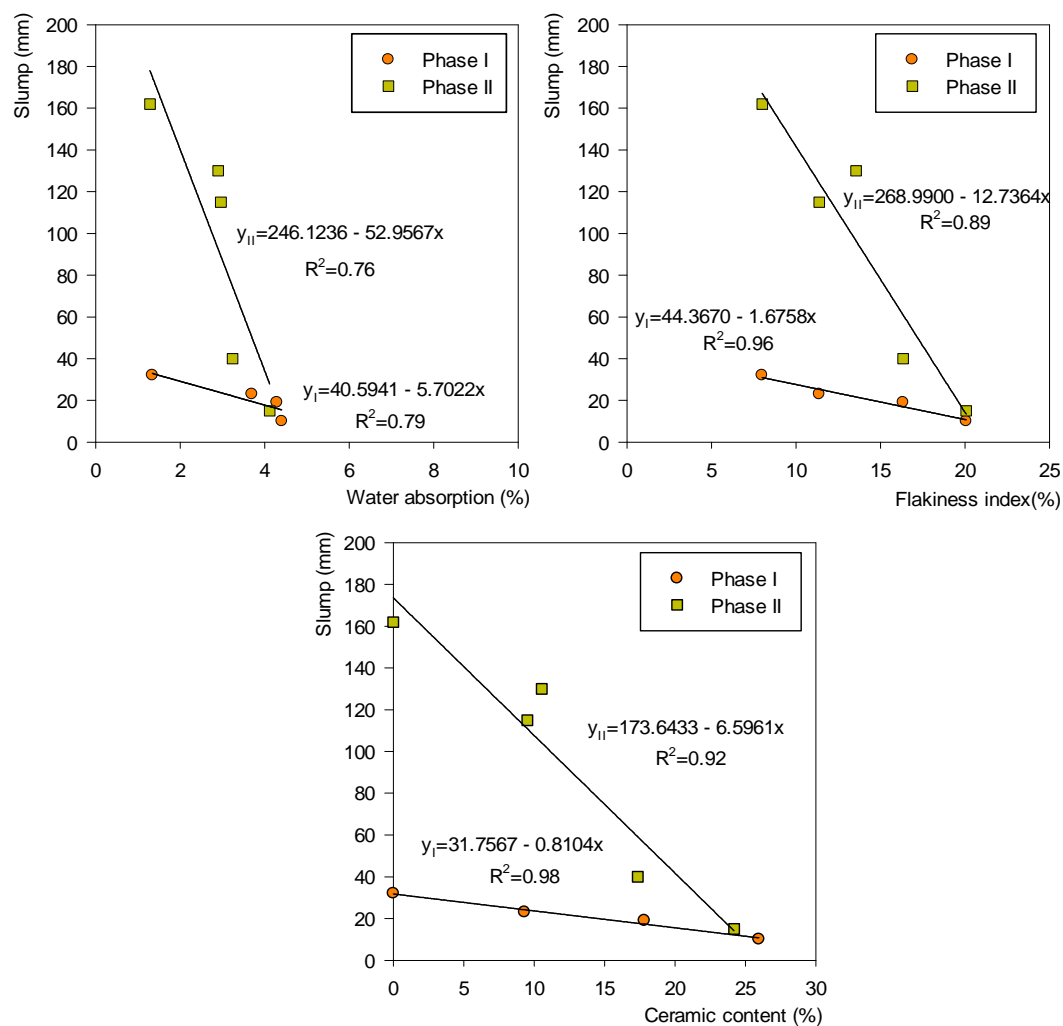 Slump (mm)
200
180
160
140
120
100
80
60
40
20
0
0 2 4 6 8 10
Water absorption (%)
Phase I
Phase II
y_II=246.1236 - 52.9567x
R²=0.76
y_I=40.5941 - 5.7022x
R²=0.79
Slump (mm)
200
180
160
140
120
100
80
60
40
20
0
0 5 10 15 20 25
Flakiness index(%)
Phase I
Phase II
y_II=268.9900 - 12.7364x
R²=0.89
y_I=44.3670 - 1.6758x
R²=0.96
Slump (mm)
200
180
160
140
120
100
80
60
40
20
0
0 5 10 15 20 25 30
Ceramic content (%)
Phase I
Phase II
y_II=173.6433 - 6.5961x
R²=0.92
y_I=31.7567 - 0.8104x
R²=0.98